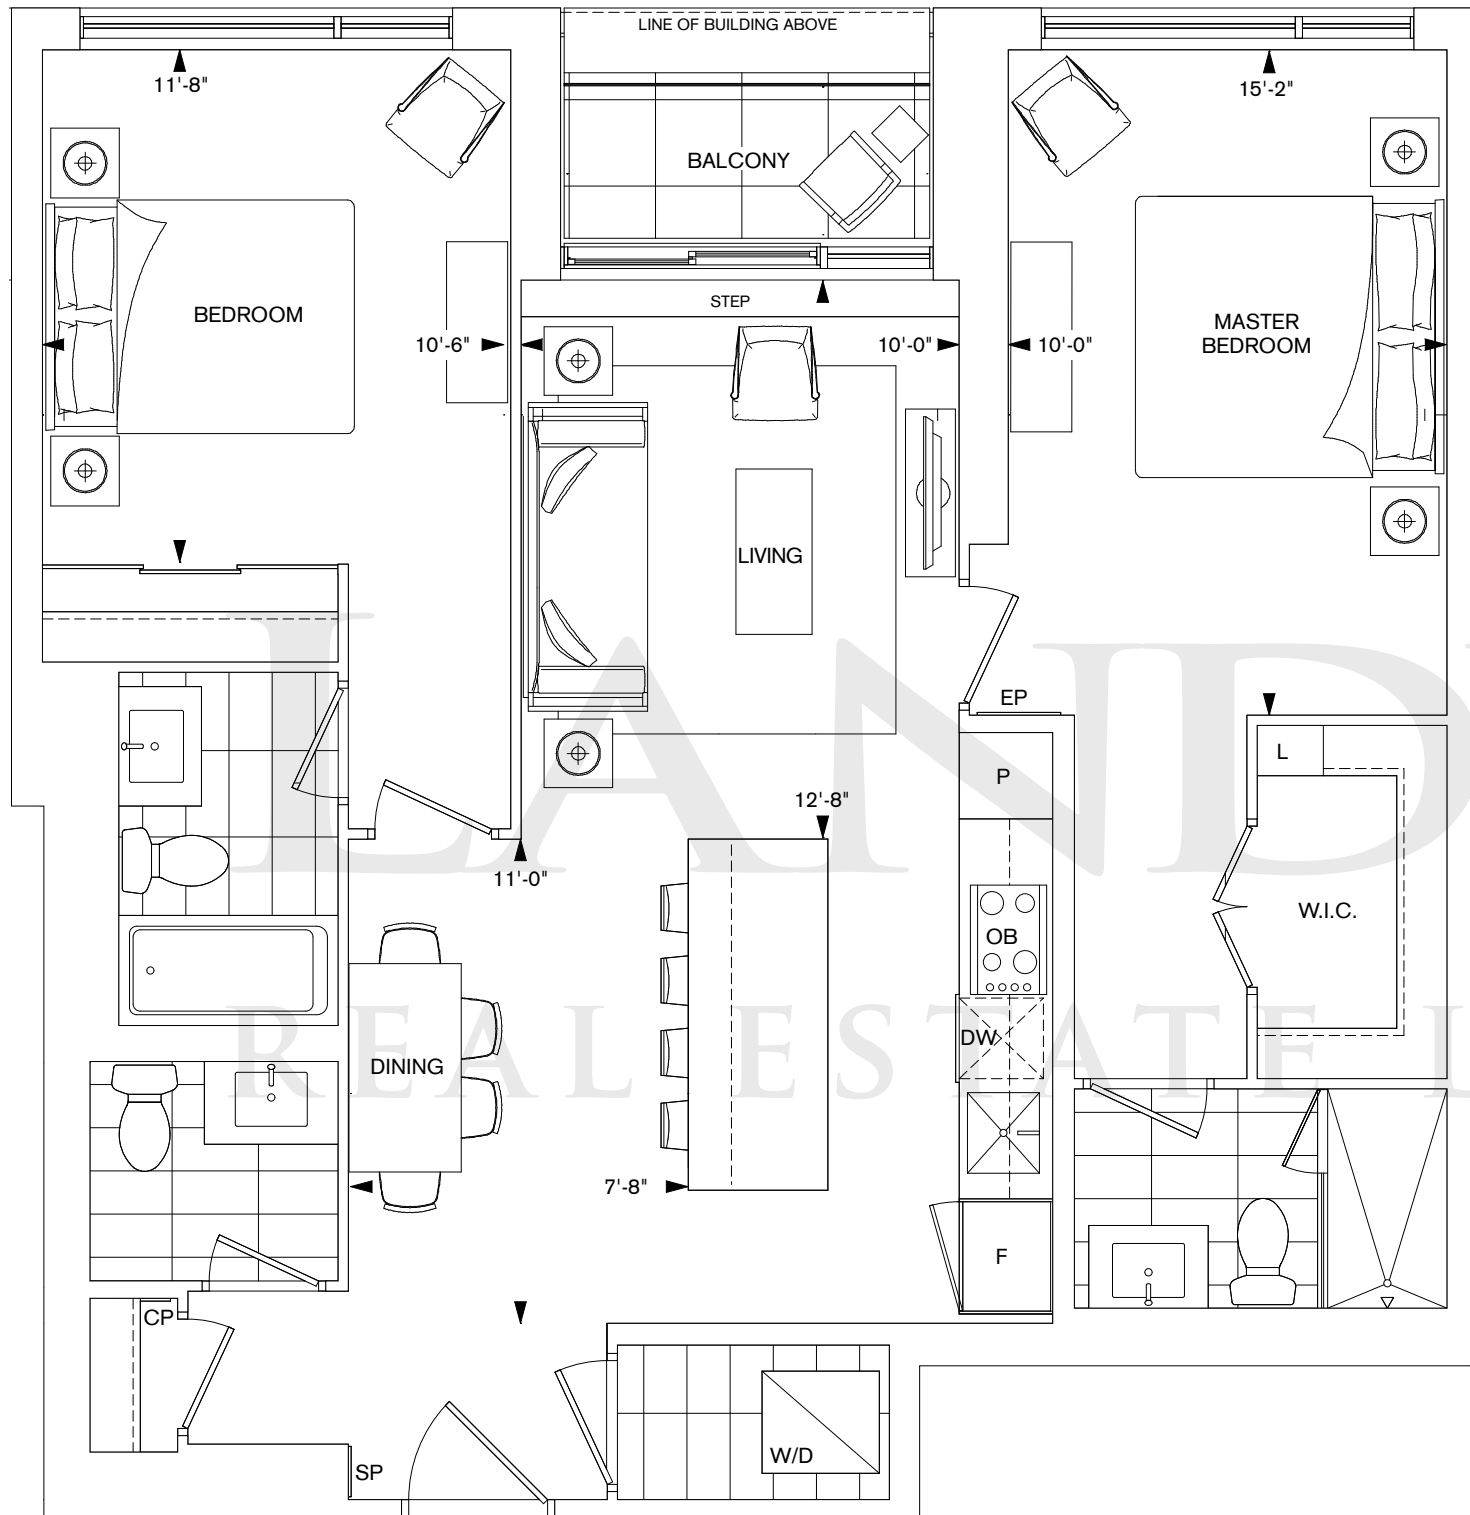 LINE OF BUILDING ABOVE
11'-8"
15'-2"
BALCONY
STEP
BEDROOM
MASTER
BEDROOM
10'-6"
10'-0"
10'-0"
LIVING
EP
L
P
12'-8"
11'-0"
W.I.C.
OB
DW
DINING
7'-8"
F
CP
SP
W/D
LAND
REAL ESTATE